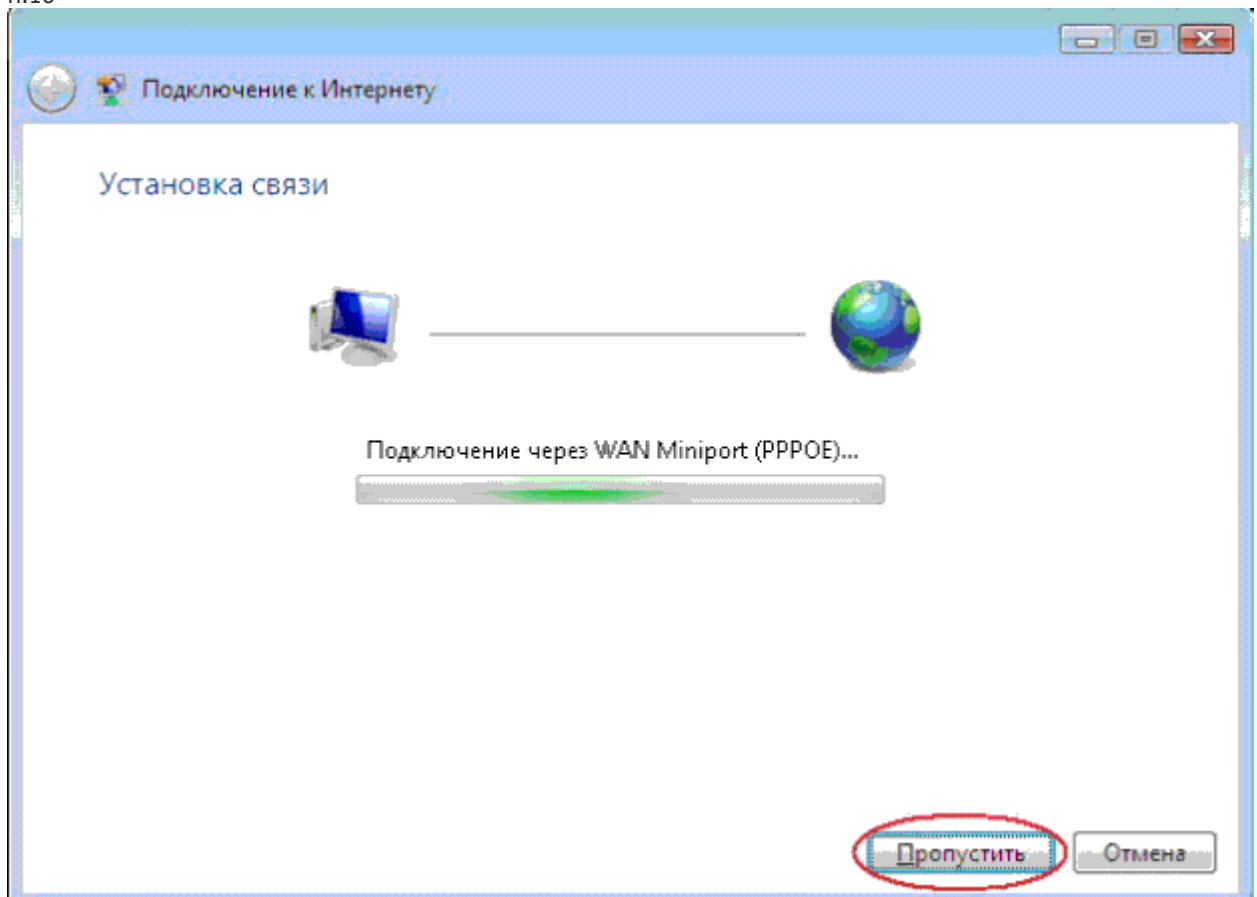 Подключение к Интернету
Установка связи
Подключение через WAN Miniport (PPPOE)...
Пропустить
Отмена